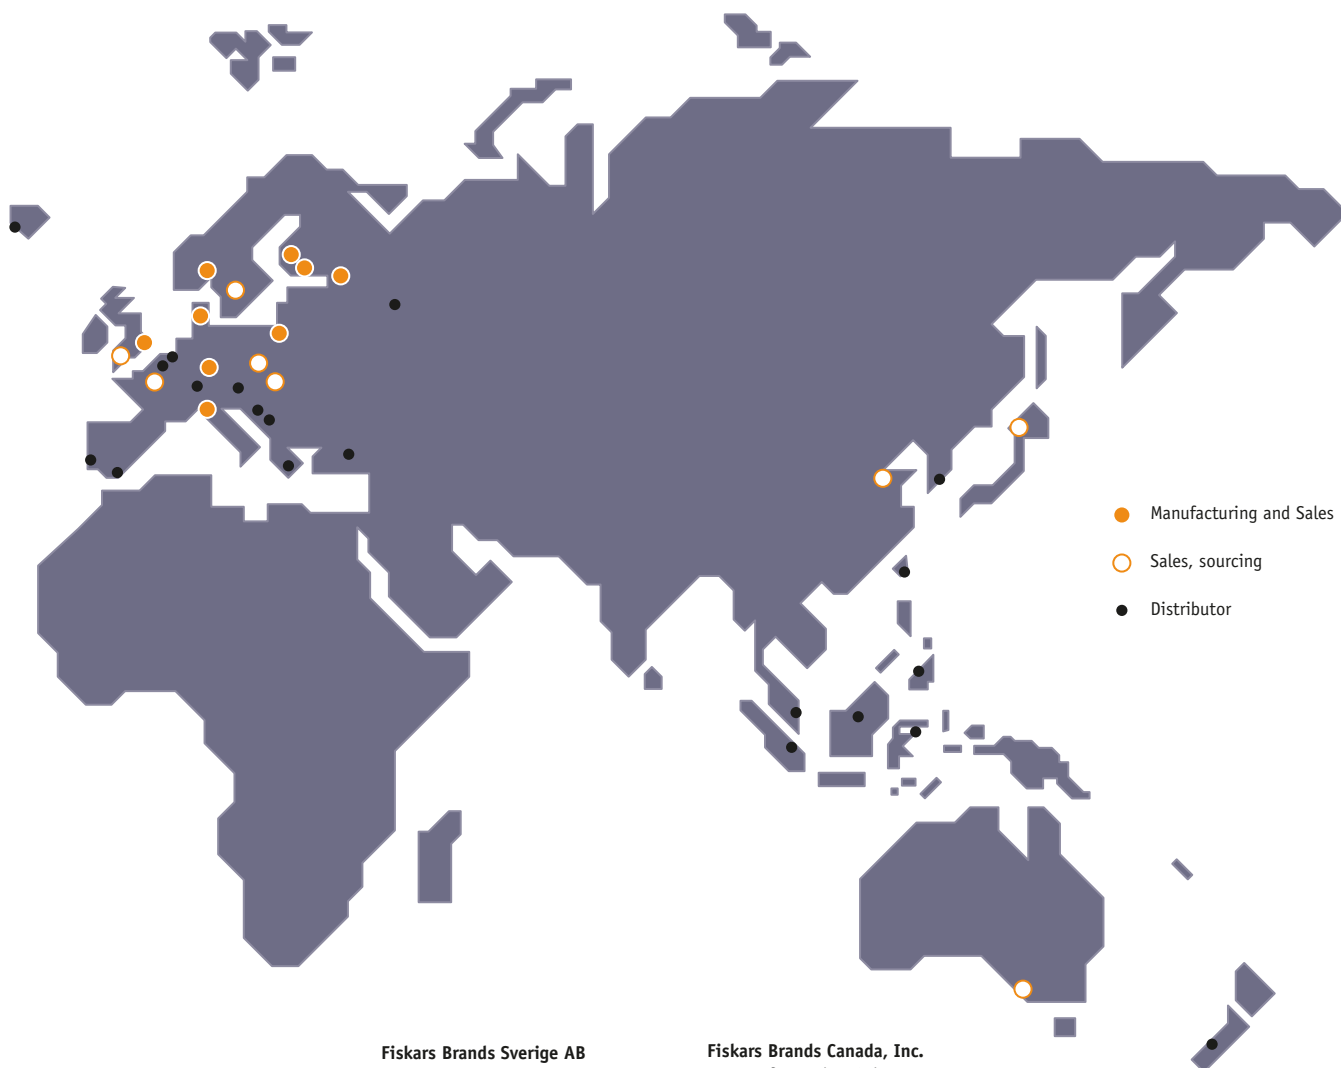 Manufacturing and Sales
Sales, sourcing
Distributor
Fiskars Brands Sverige AB
Fiskars Brands Canada, Inc.